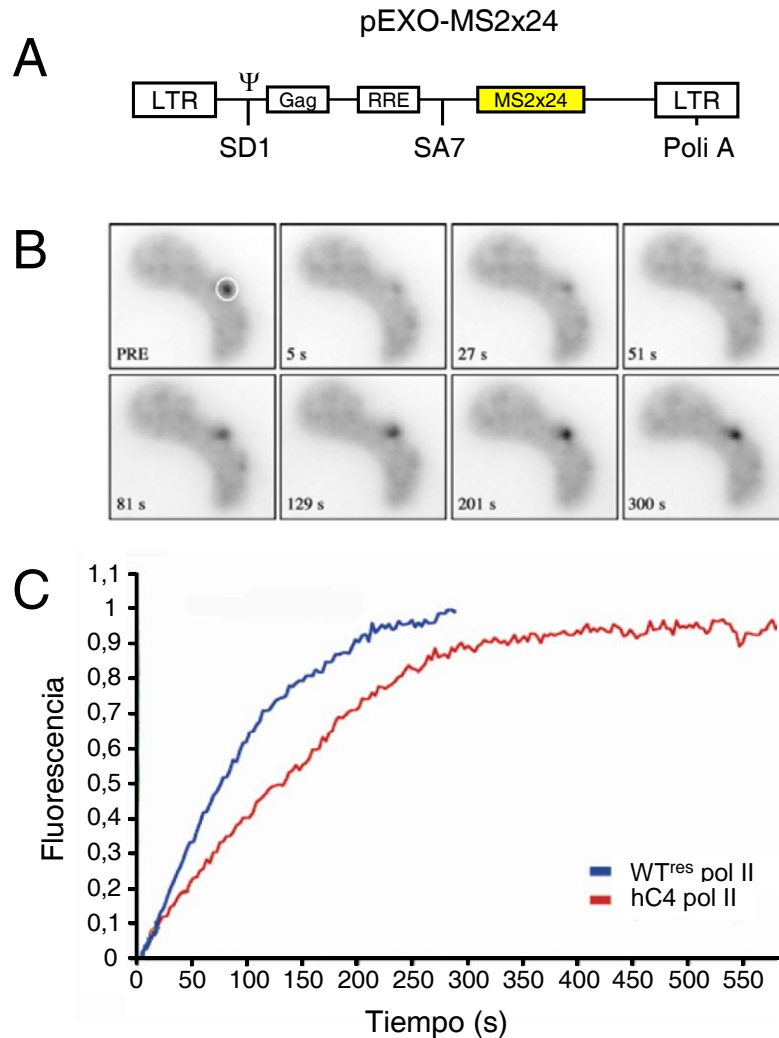 pEXO-MS2x24
A
Ψ
LTR Gag RRE MS2x24 LTR
SD1 SA7 Poli A
B
PRE 5 s 27 s 51 s
81 s 129 s 201 s 300 s
C
1,1
1
0,9
0,8
0,7
0,6
0,5
0,4
0,3
0,2
0,1
0
Fluorescencia
WTres pol II
hC4 pol II
0 50 100 150 200 250 300 350 400 450 500 550
Tiempo (s)